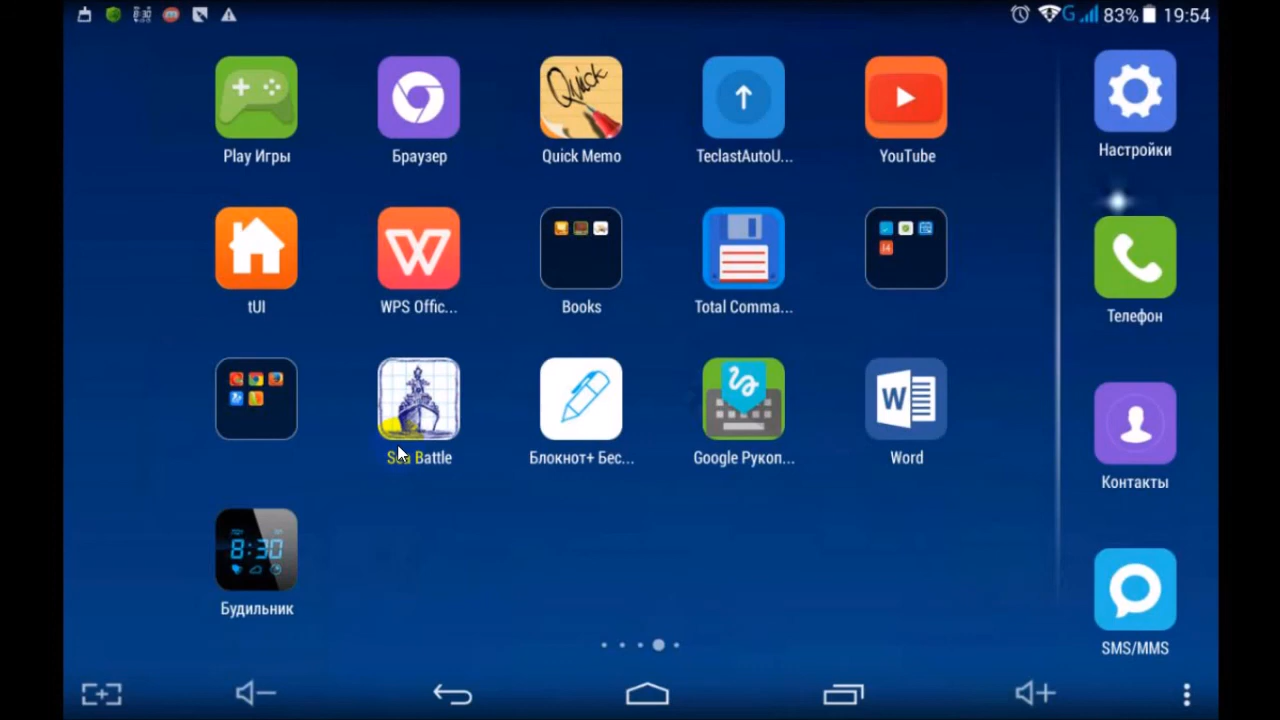 83% 19:54
Quick
Play Игры
Браузер
Quick Memo
TeclastAutoU...
YouTube
Настройки
W
tUI
WPS Offic...
Books
Total Comma...
Телефон
W
Sea Battle
Блокнот+ Бес...
Google Рукоп...
Word
Контакты
8:30
Будильник
SMS/MMS